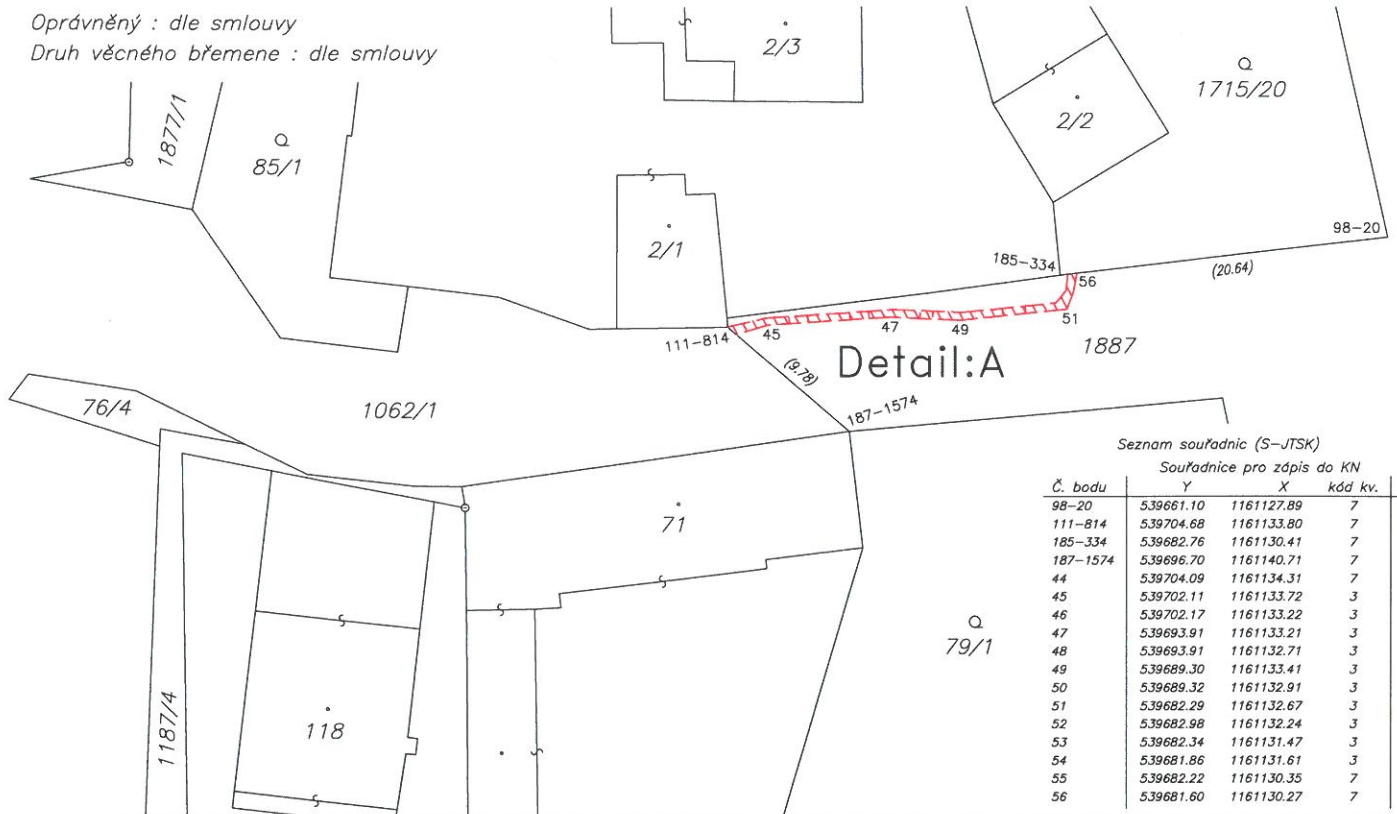 Oprávněný : dle smlouvy
Druh věcného břemene : dle smlouvy
2/3
1715/20
1877/1
2/2
85/1
2/1
98-20
185-334
(20.64)
56
51
45
47
49
111-814
1887
Detail:A
(9.78)
76/4
1062/1
187-1574
Seznam souřadnic (S-JTSK)
Souřadnice pro zápis do KN
Č. bodu Y X kód kv.
98-20 539661.10 1161127.89 7
111-814 539704.68 1161133.80 7
185-334 539682.76 1161130.41 7
187-1574 539696.70 1161140.71 7
44 539704.09 1161134.31 7
45 539702.11 1161133.72 3
46 539702.17 1161133.22 3
47 539693.91 1161133.21 3
48 539693.91 1161132.71 3
49 539689.30 1161133.41 3
50 539689.32 1161132.91 3
51 539682.29 1161132.67 3
52 539682.98 1161132.24 3
53 539682.34 1161131.47 3
54 539681.86 1161131.61 3
55 539682.22 1161130.35 7
56 539681.60 1161130.27 7
71
79/1
1187/4
118